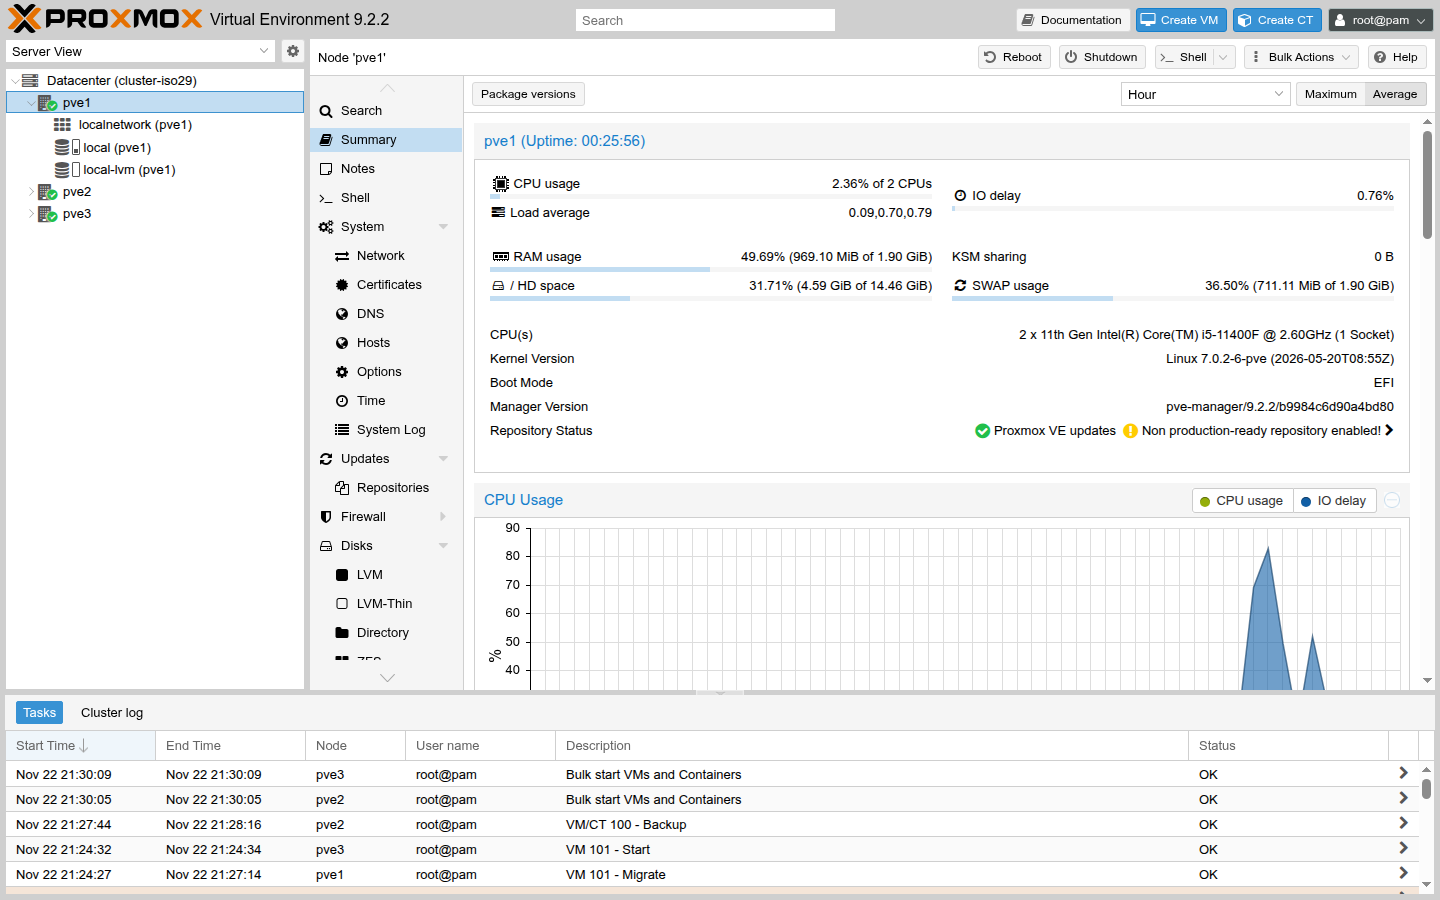 PROXMOX Virtual Environment 9.2.2
Search
Documentation
Create VM
Create CT
root@pam
Server View
Datacenter (cluster-iso29)
pve1
localnetwork (pve1)
local (pve1)
local-lvm (pve1)
pve2
pve3
Node 'pve1'
Reboot
Shutdown
Shell
Bulk Actions
Help
Search
Summary
Notes
Shell
System
Network
Certificates
DNS
Hosts
Options
Time
System Log
Updates
Repositories
Firewall
Disks
LVM
LVM-Thin
Directory
ZFS
Package versions
Hour
Maximum
Average
pve1 (Uptime: 00:25:56)
CPU usage 2.36% of 2 CPUs
IO delay 0.76%
Load average 0.09,0.70,0.79
RAM usage 49.69% (969.10 MiB of 1.90 GiB)
KSM sharing 0 B
/ HD space 31.71% (4.59 GiB of 14.46 GiB)
SWAP usage 36.50% (711.11 MiB of 1.90 GiB)
CPU(s) 2 x 11th Gen Intel(R) Core(TM) i5-11400F @ 2.60GHz (1 Socket)
Kernel Version Linux 7.0.2-6-pve (2026-05-20T08:55Z)
Boot Mode EFI
Manager Version pve-manager/9.2.2/b9984c6d90a4bd80
Repository Status Proxmox VE updates Non production-ready repository enabled!
CPU Usage
CPU usage
IO delay
90
80
70
60
50
40
%
Tasks
Cluster log
Start Time End Time Node User name Description Status
Nov 22 21:30:09 Nov 22 21:30:09 pve3 root@pam Bulk start VMs and Containers OK
Nov 22 21:30:05 Nov 22 21:30:05 pve2 root@pam Bulk start VMs and Containers OK
Nov 22 21:27:44 Nov 22 21:28:16 pve2 root@pam VM/CT 100 - Backup OK
Nov 22 21:24:32 Nov 22 21:24:34 pve3 root@pam VM 101 - Start OK
Nov 22 21:24:27 Nov 22 21:27:14 pve1 root@pam VM 101 - Migrate OK